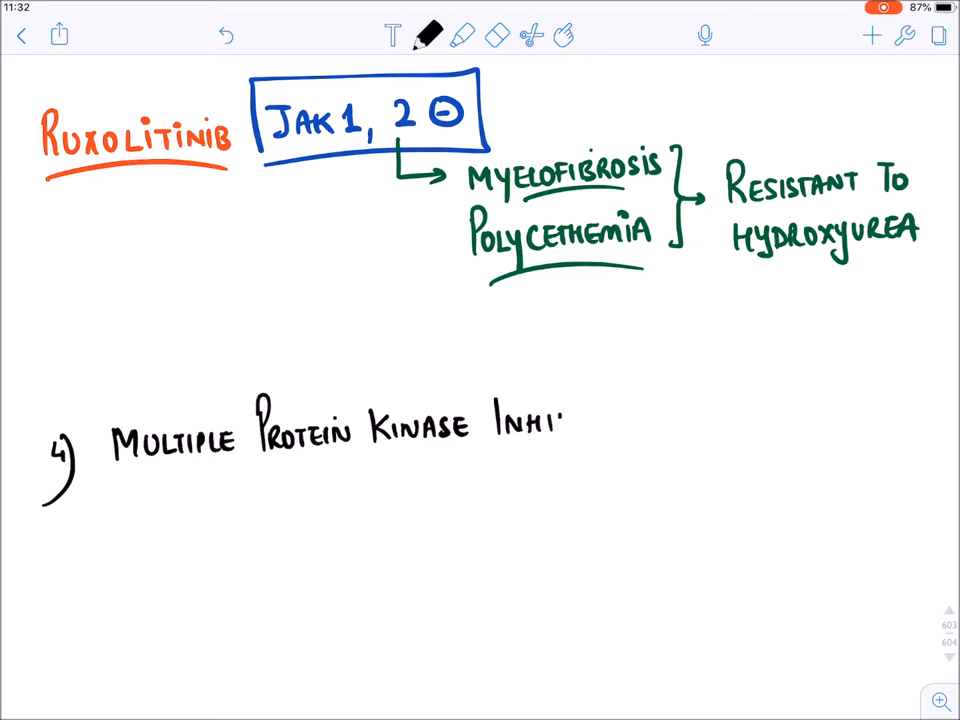 11:32
87%
T
RUXOLITINIB JAK 1, 2 ⊖
MYELOFIBROSIS
POLYCETHEMIA
RESISTANT TO
HYDROXYUREA
4) MULTIPLE PROTEIN KINASE INHI
603
604